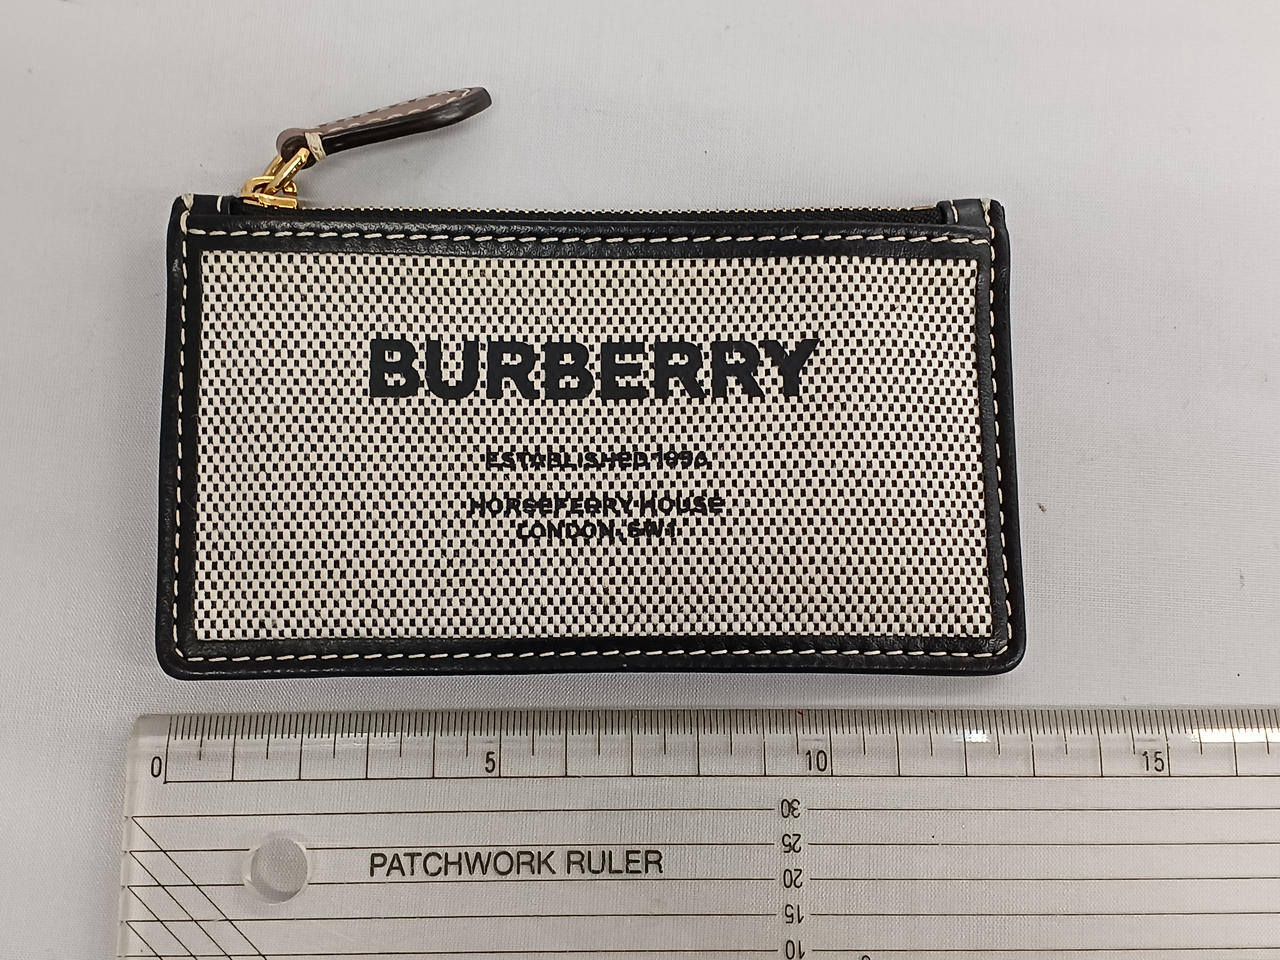 BURBERRY
ESTABLISHED 1856
HORSEFERRY HOUSE
LONDON, SW1
0 5 10 15
30
25
PATCHWORK RULER
20
15
10